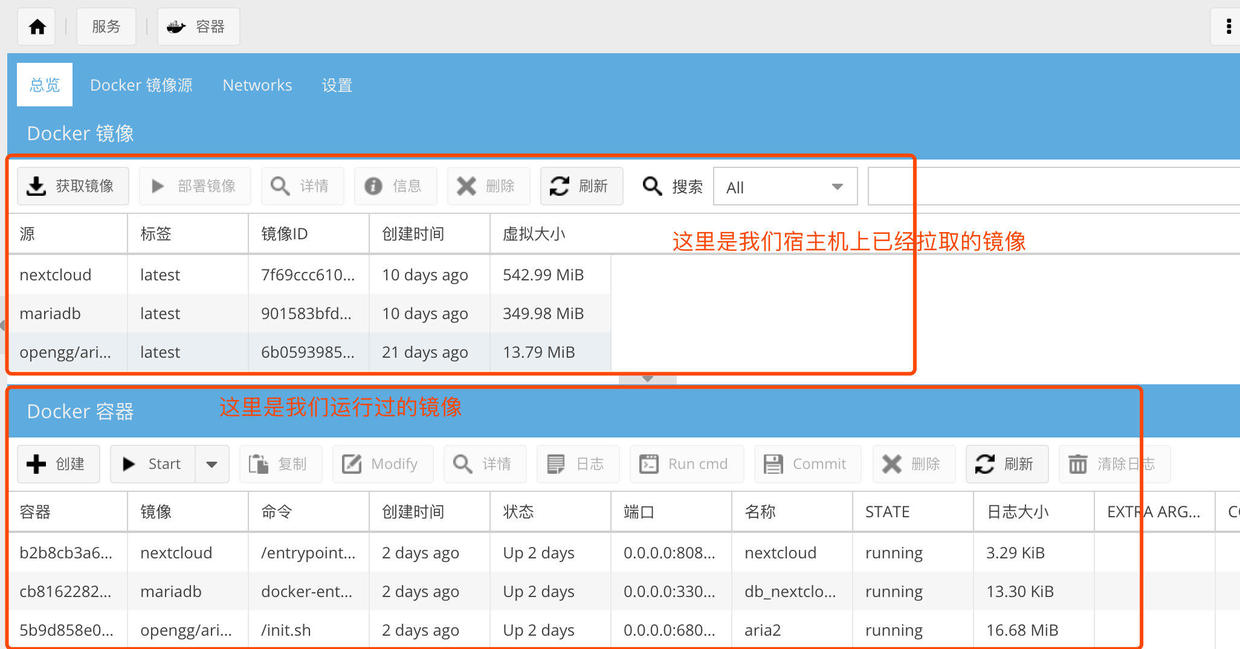 服务 容器
总览 Docker 镜像源 Networks 设置
Docker 镜像
获取镜像 部署镜像 详情 信息 删除 刷新 搜索 All
源 标签 镜像ID 创建时间 虚拟大小
这里是我们宿主机上已经拉取的镜像
nextcloud latest 7f69ccc610... 10 days ago 542.99 MiB
mariadb latest 901583bfd... 10 days ago 349.98 MiB
opengg/ari... latest 6b0593985... 21 days ago 13.79 MiB
Docker 容器 这里是我们运行过的镜像
创建 Start 复制 Modify 详情 日志 Run cmd Commit 删除 刷新 清除日志
容器 镜像 命令 创建时间 状态 端口 名称 STATE 日志大小 EXTRA ARG...
b2b8cb3a6... nextcloud /entrypoint... 2 days ago Up 2 days 0.0.0.0:808... nextcloud running 3.29 KiB
cb8162282... mariadb docker-ent... 2 days ago Up 2 days 0.0.0.0:330... db_nextclo... running 13.30 KiB
5b9d858e0... opengg/ari... /init.sh 2 days ago Up 2 days 0.0.0.0:680... aria2 running 16.68 MiB